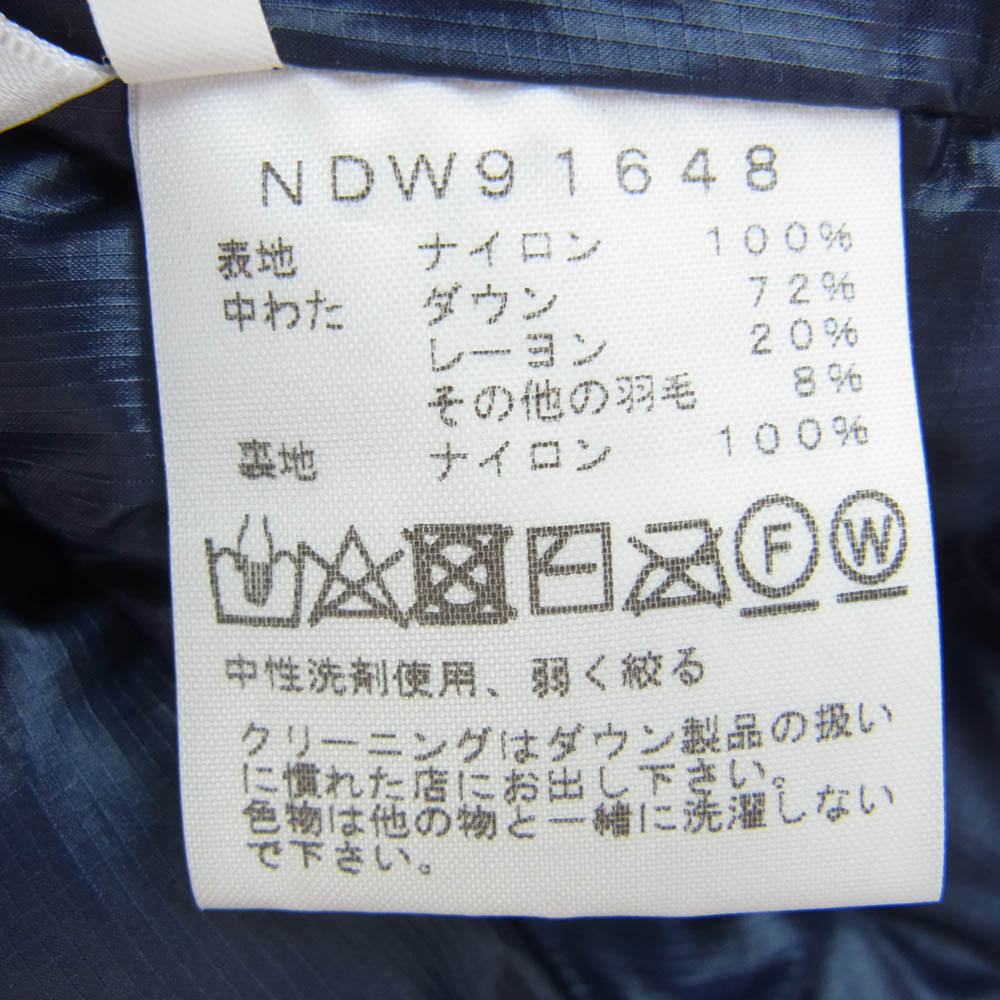 NDW91648
表地 ナイロン 100%
中わた ダウン 72%
レーヨン 20%
その他の羽毛 8%
裏地 ナイロン 100%
F W
中性洗剤使用、弱く絞る
クリーニングはダウン製品の扱い
に慣れた店にお出し下さい。
色物は他の物と一緒に洗濯しない
で下さい。